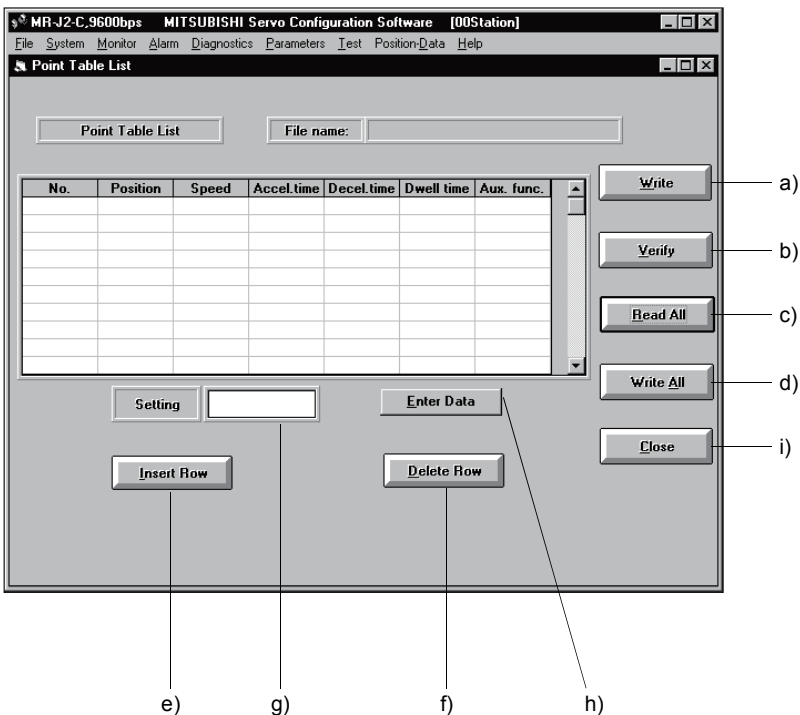 MR-J2-C,9600bps MITSUBISHI Servo Configuration Software [00Station]
File System Monitor Alarm Diagnostics Parameters Test Position-Data Help
Point Table List
Point Table List File name:
No. Position Speed Accel.time Decel.time Dwell time Aux. func.
Write a)
Verify b)
Read All c)
Write All d)
Setting Enter Data
Close i)
Insert Row Delete Row
e) g) f) h)